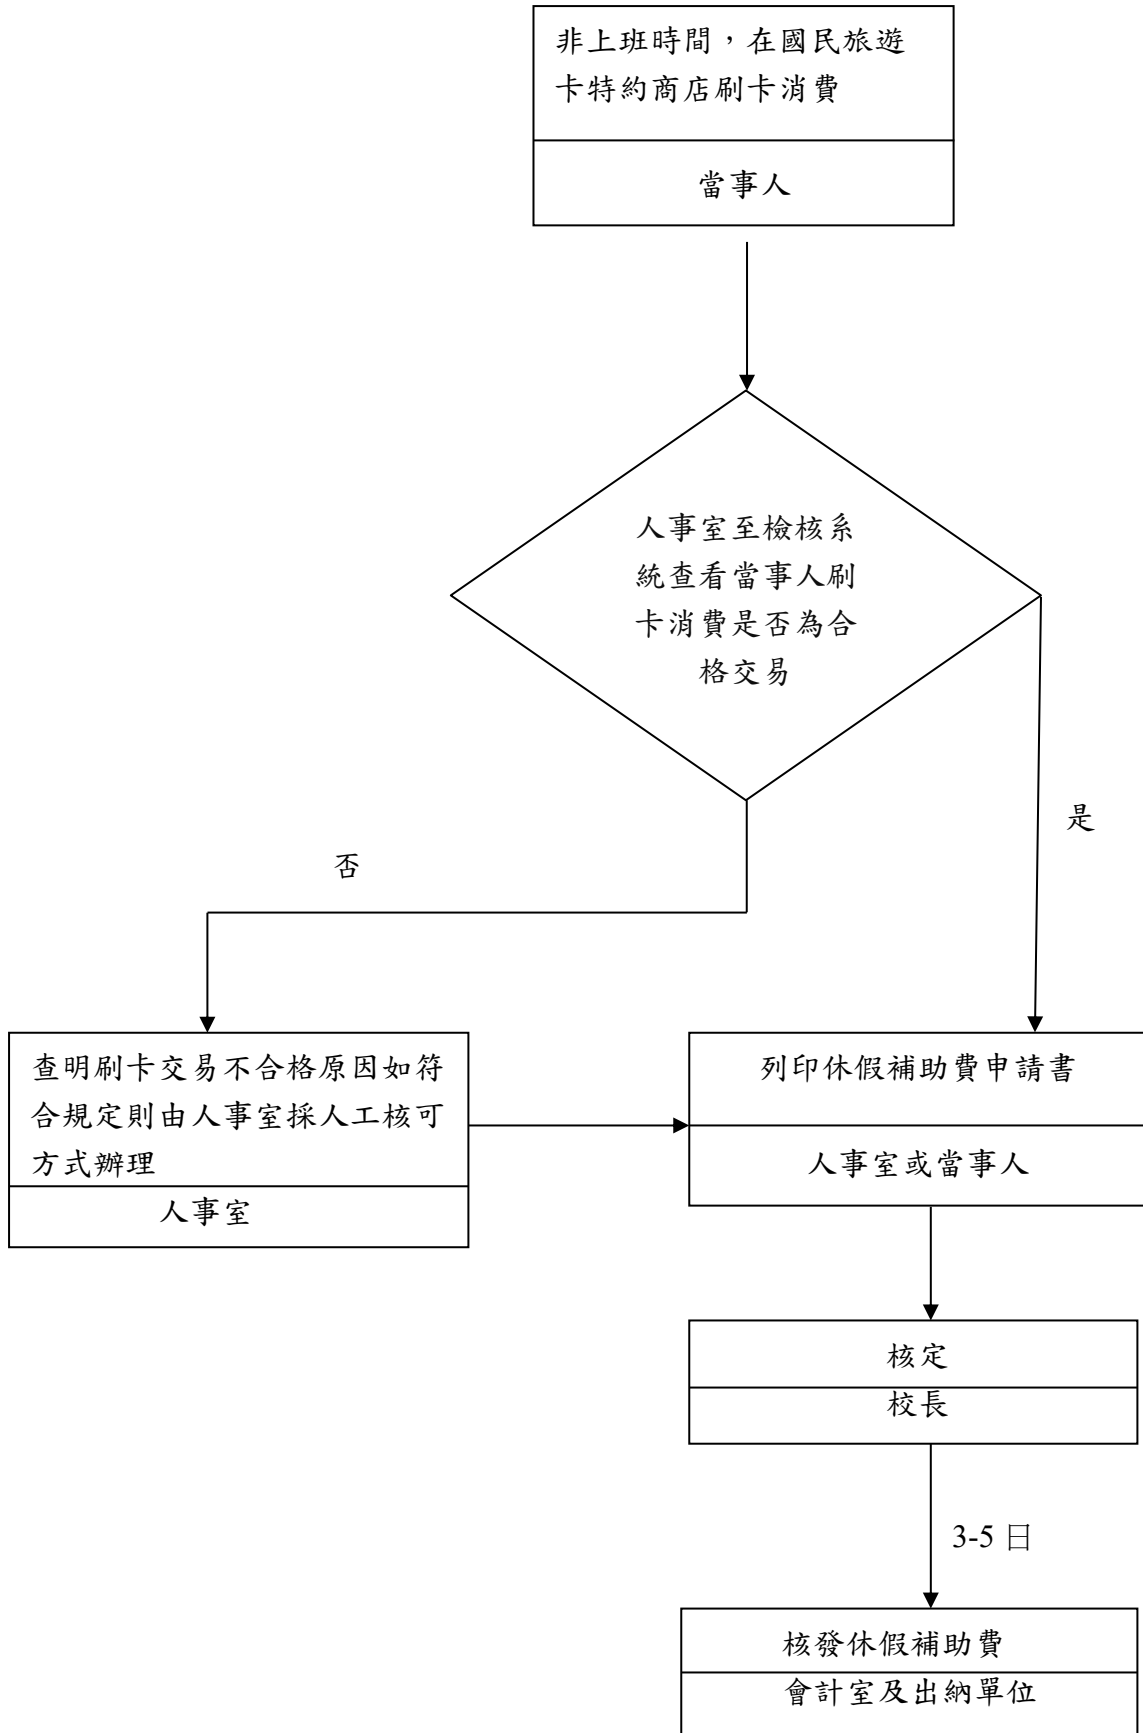 非上班時間，在國民旅遊
卡特約商店刷卡消費
當事人
人事室至檢核系
統查看當事人刷
卡消費是否為合
格交易
是
否
查明刷卡交易不合格原因如符
合規定則由人事室採人工核可
方式辦理
人事室
列印休假補助費申請書
人事室或當事人
核定
校長
3-5 日
核發休假補助費
會計室及出納單位